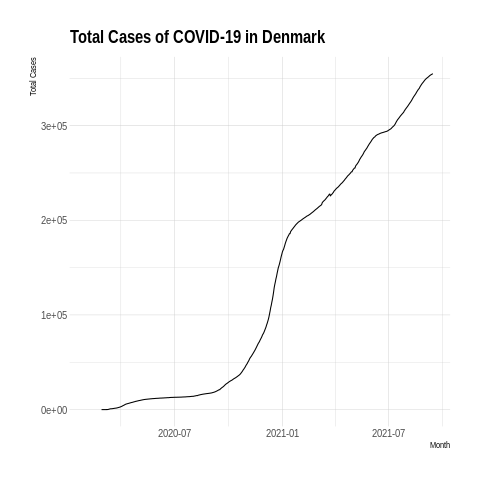 Total Cases of COVID-19 in Denmark
Total Cases
3e+05
2e+05
1e+05
0e+00
2020-07 2021-01 2021-07
Month